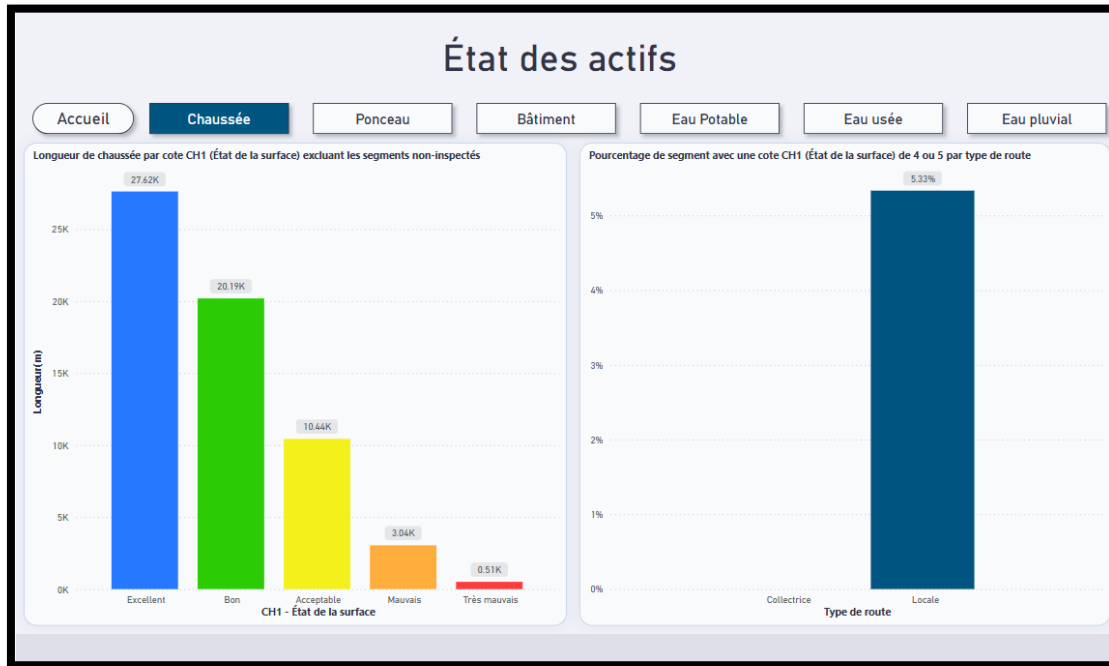 État des actifs
Accueil
Chaussée
Ponceau
Bâtiment
Eau Potable
Eau usée
Eau pluvial
Longueur de chaussée par cote CH1 (État de la surface) excluant les segments non-inspectés
27.62K
25K
20.19K
20K
15K
10.44K
10K
5K
3.04K
0.51K
0K
Longueur(m)
Excellent
Bon
Acceptable
Mauvais
Très mauvais
CH1 - État de la surface
Pourcentage de segment avec une cote CH1 (État de la surface) de 4 ou 5 par type de route
5.33%
5%
4%
3%
2%
1%
0%
Collectrice
Locale
Type de route